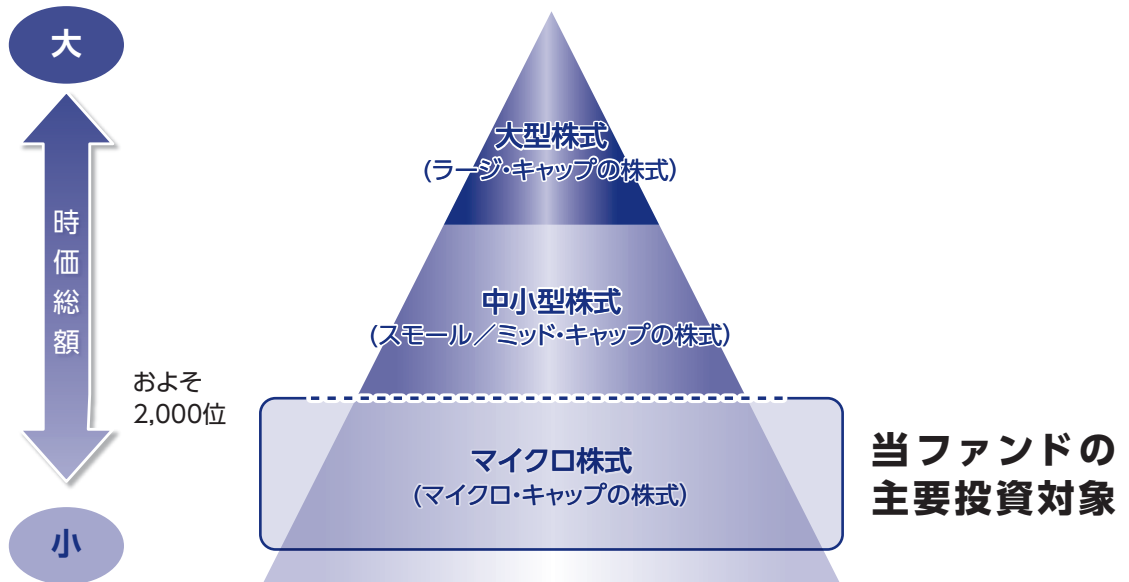 大
時価総額
およそ
2,000位
小
大型株式
(ラージ・キャップの株式)
中小型株式
(スモール／ミッド・キャップの株式)
マイクロ株式
(マイクロ・キャップの株式)
当ファンドの
主要投資対象